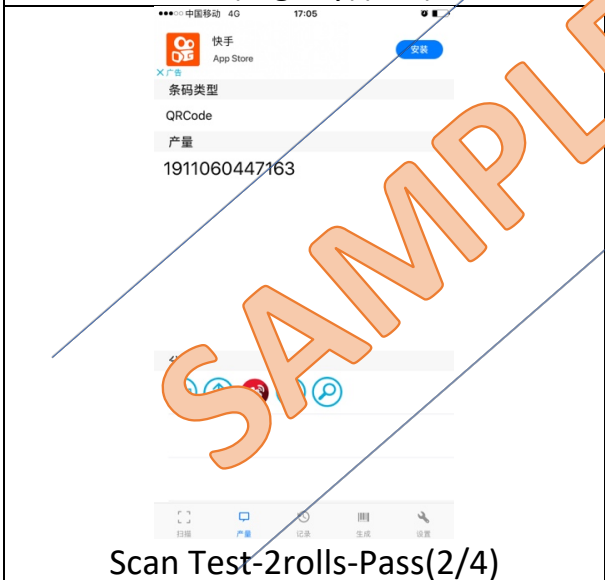 中国移动 4G 17:05
快手
App Store
安装
广告
条码类型
QRCode
产量
1911060447163
SAMPLE
扫描
产量
记录
生成
设置
Scan Test-2rolls-Pass(2/4)